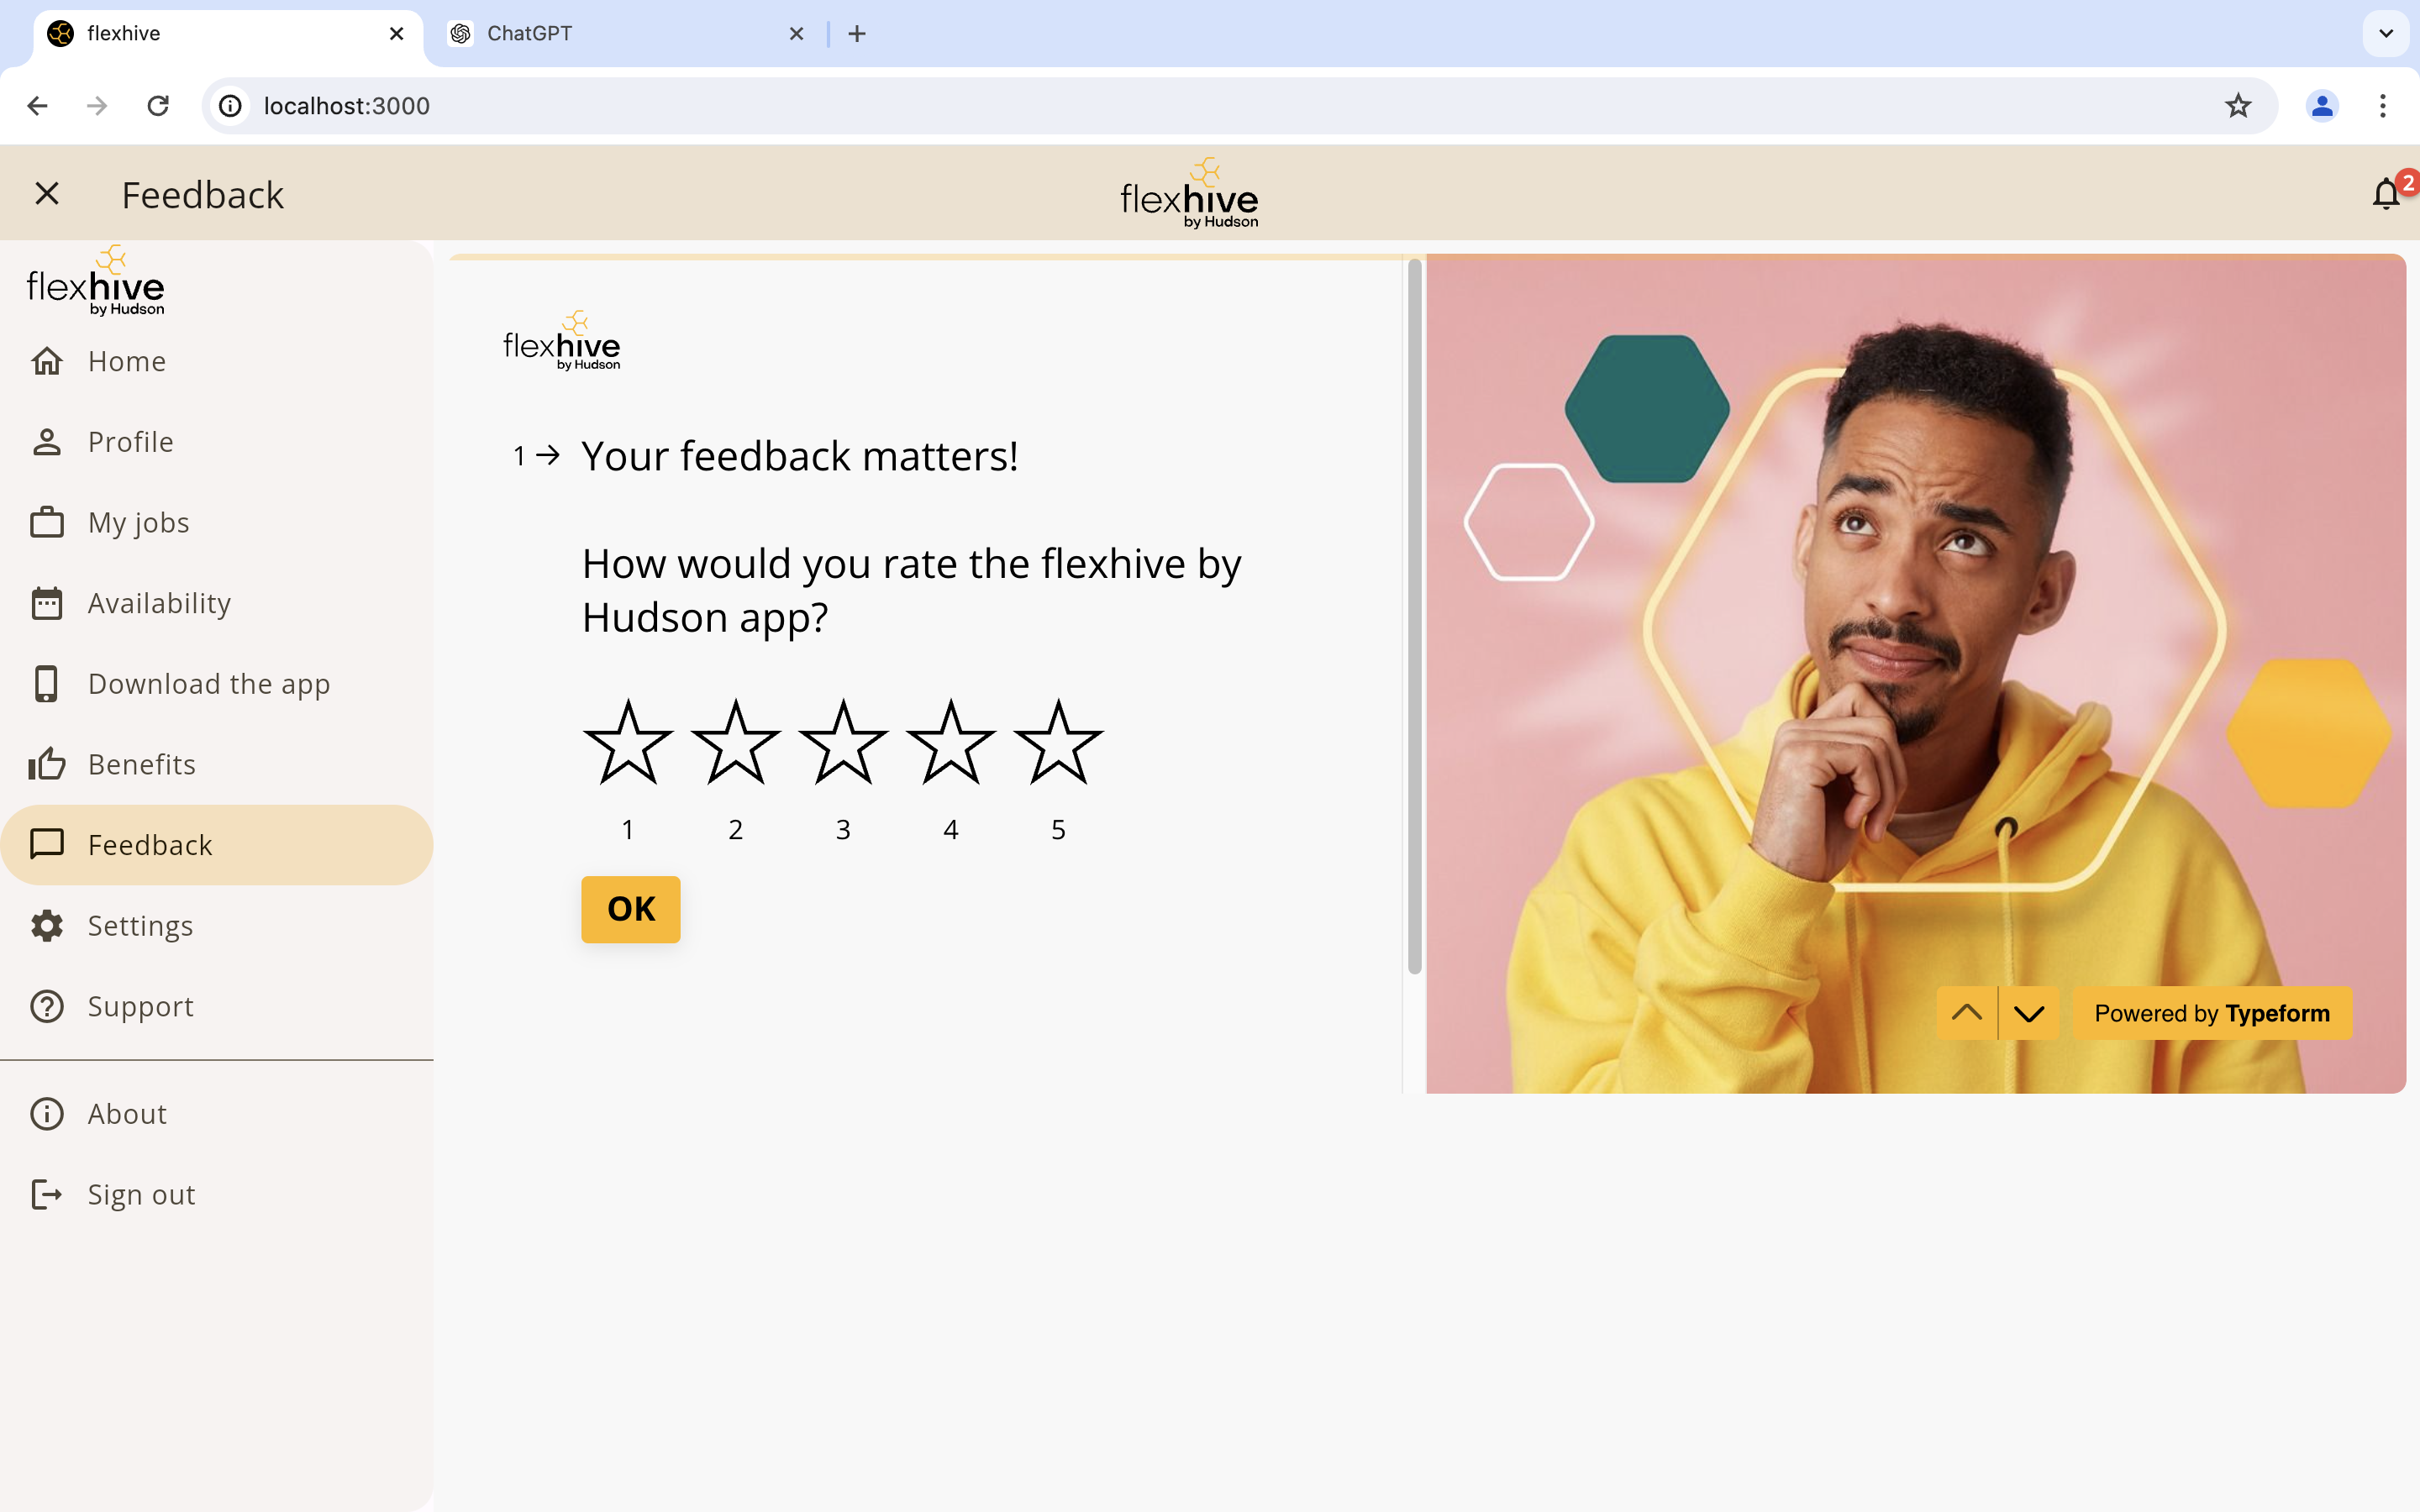 flexhive
ChatGPT
localhost:3000
Feedback
flexhive
by Hudson
2
flexhive
by Hudson
Home
Profile
My jobs
Availability
Download the app
Benefits
Feedback
Settings
Support
About
Sign out
flexhive
by Hudson
1 → Your feedback matters!
How would you rate the flexhive by
Hudson app?
1 2 3 4 5
OK
Powered by Typeform